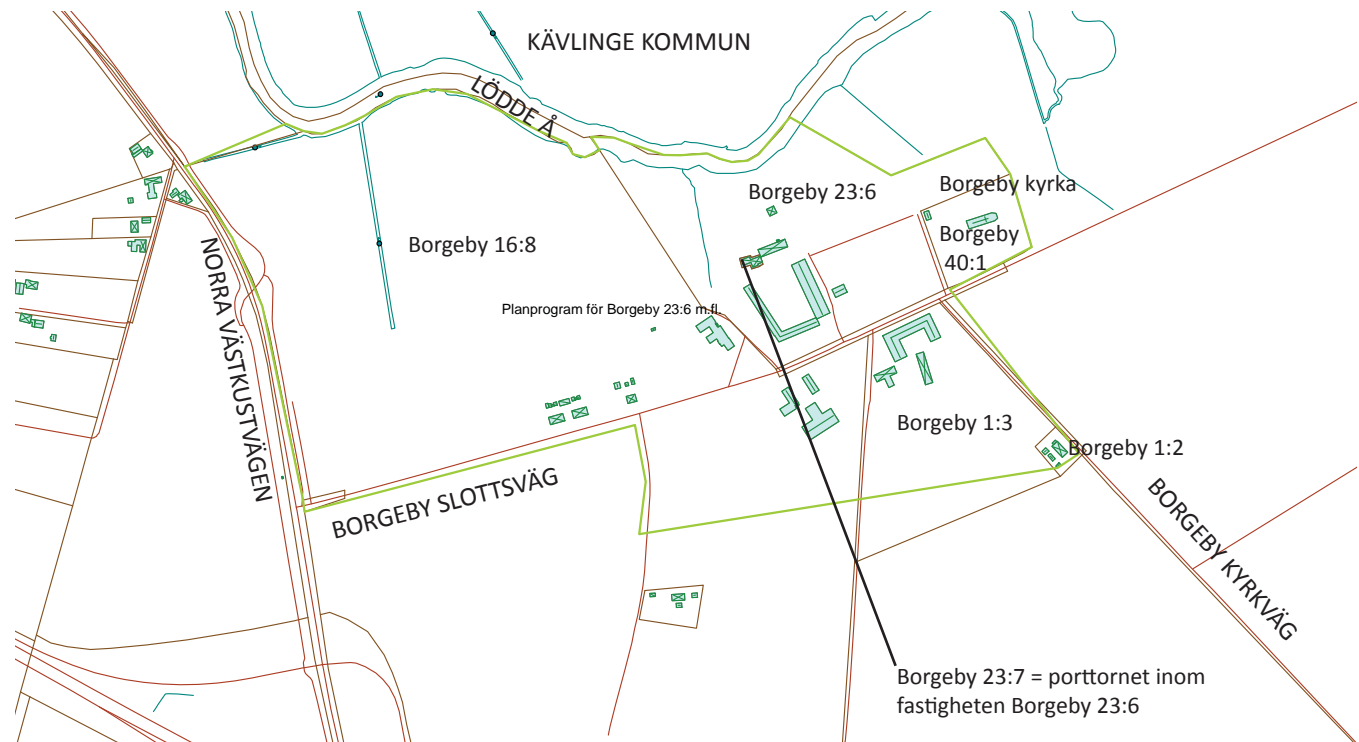 KÄVLINGE KOMMUN
LÖDDE Å
Borgeby 23:6
Borgeby kyrka
Borgeby
40:1
Borgeby 16:8
NORRA VÄSTKUSTVÄGEN
Planprogram för Borgeby 23:6 m.fl.
Borgeby 1:3
Borgeby 1:2
BORGEBY SLOTTSVÄG
BORGEBY KYRKVÄG
Borgeby 23:7 = porttornet inom
fastigheten Borgeby 23:6